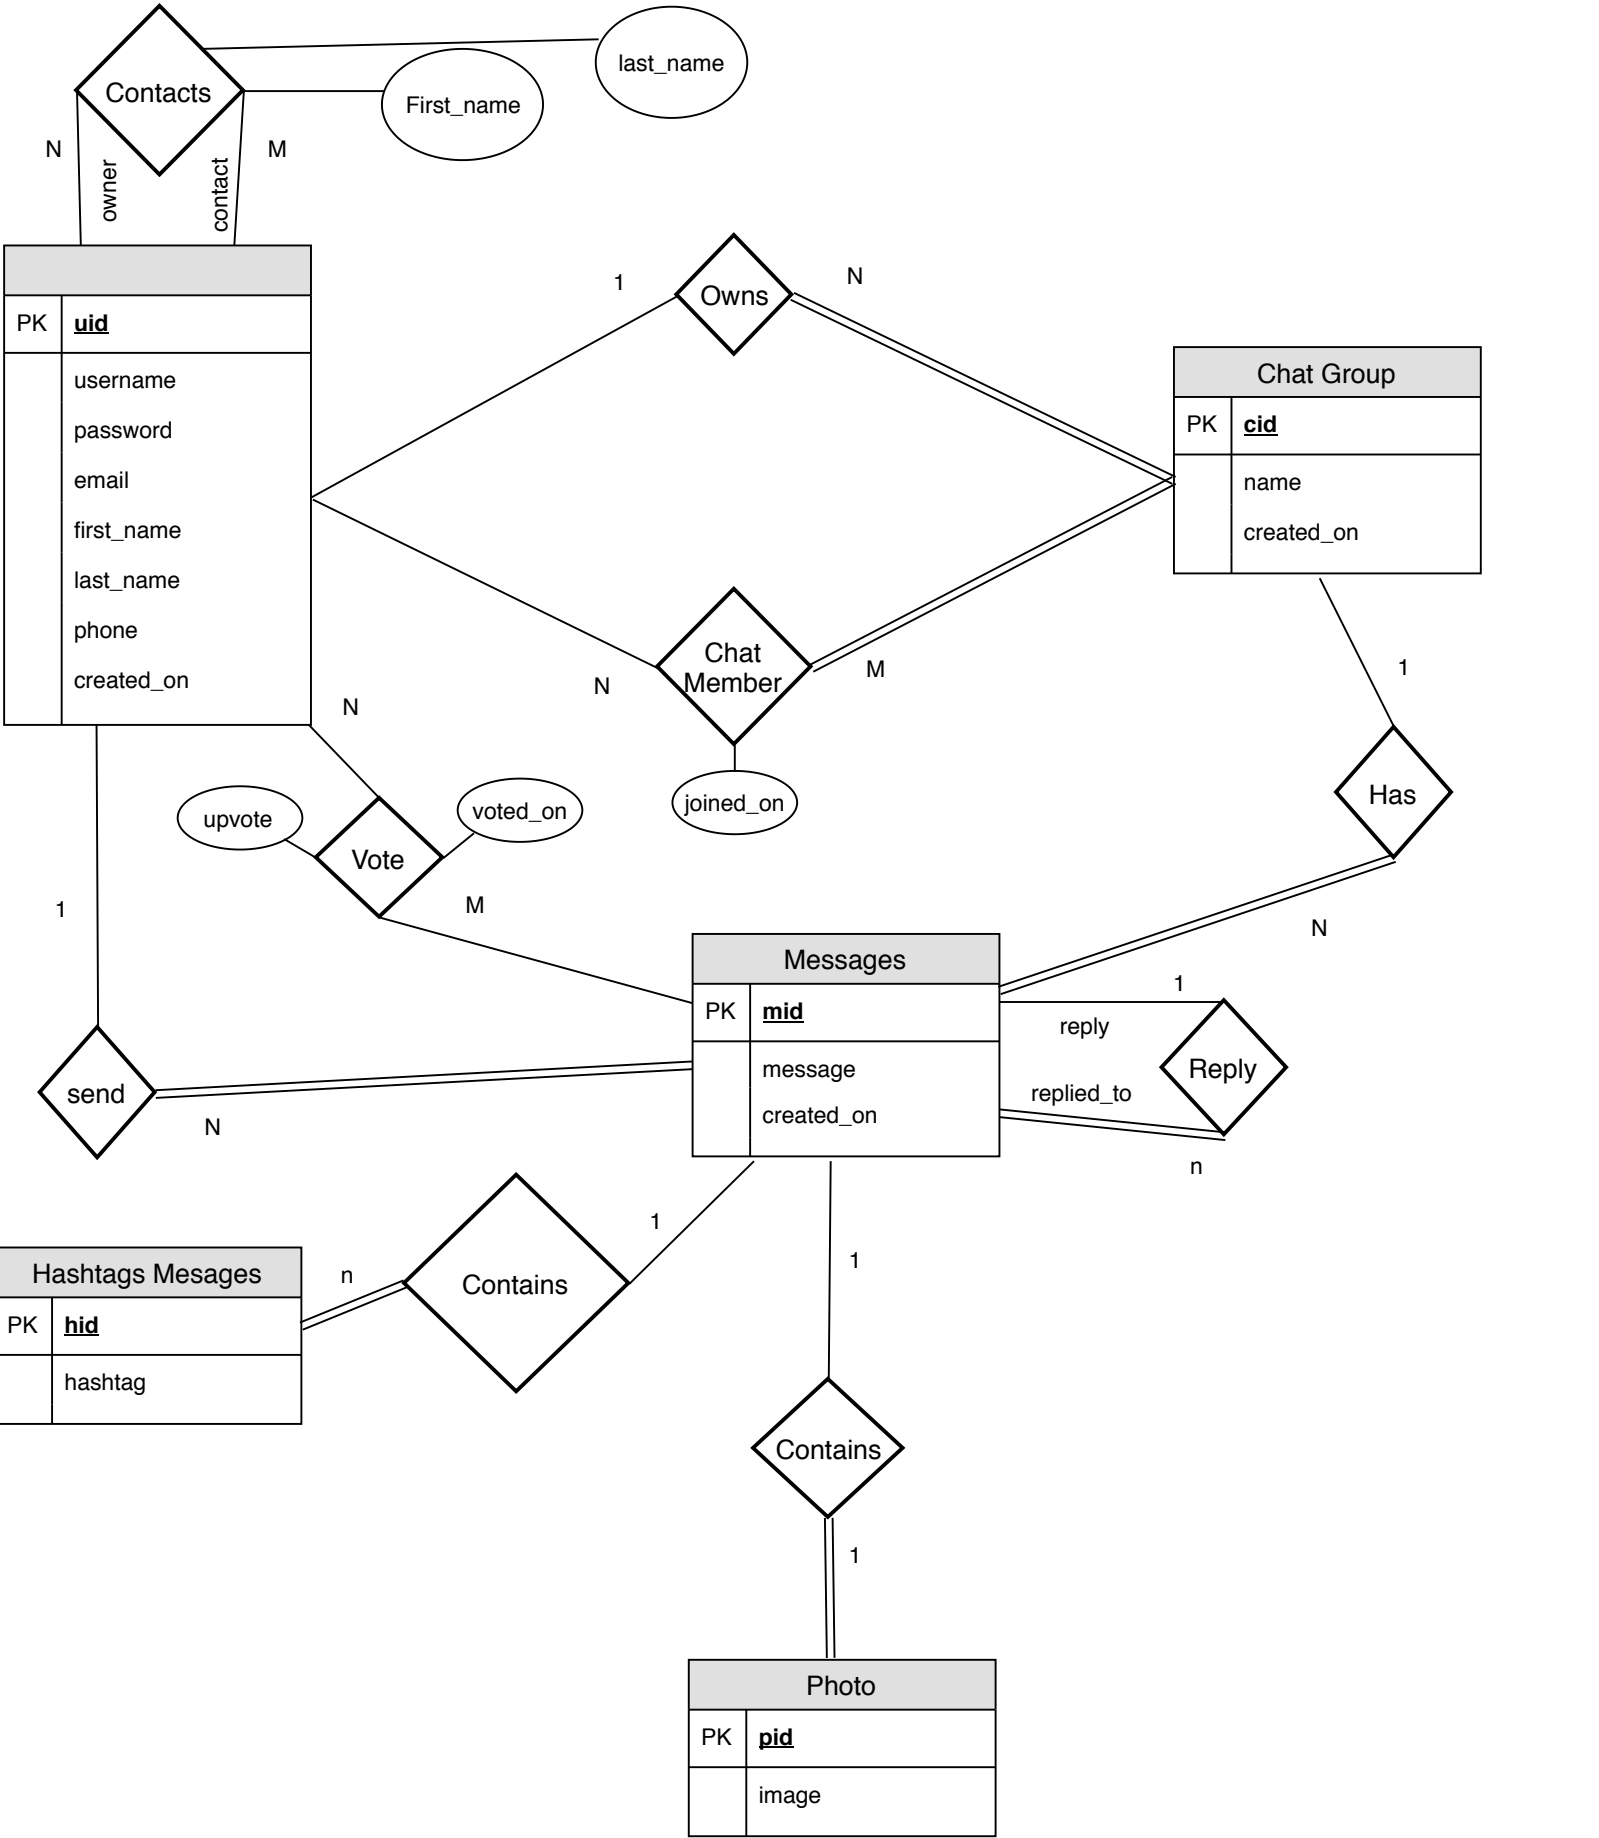 last_name
Contacts
First_name
N
owner
contact
M
1
Owns
N
PK uid
username
password
email
first_name
last_name
phone
created_on
Chat Group
PK cid
name
created_on
Chat
Member
N
M
joined_on
1
Has
N
N
upvote
voted_on
Vote
M
1
send
N
Messages
PK mid
message
created_on
1
reply
Reply
replied_to
n
Hashtags Mesages
PK hid
hashtag
n
Contains
1
1
Contains
1
Photo
PK pid
image